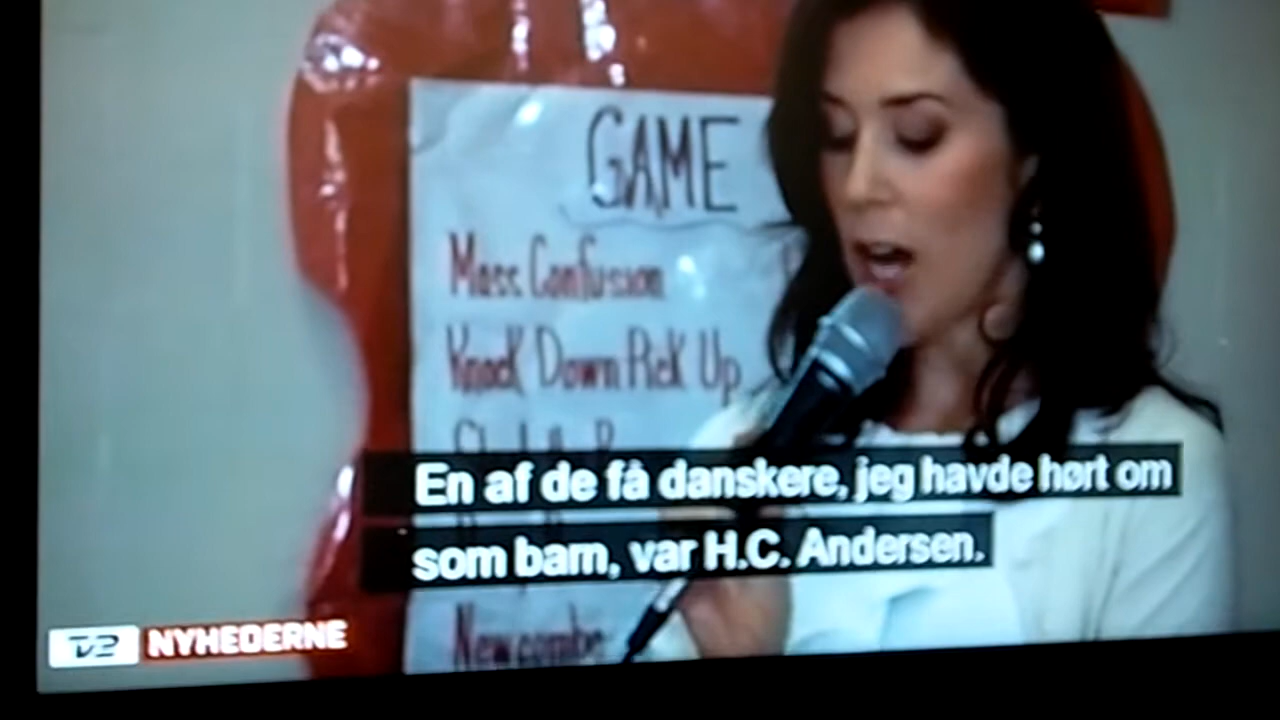 GAME
Mass Confusion
Knock Down Pick Up
En af de få danskere, jeg havde hørt om
som barn, var H.C. Andersen.
Newcombe
TV2 NYHEDERNE